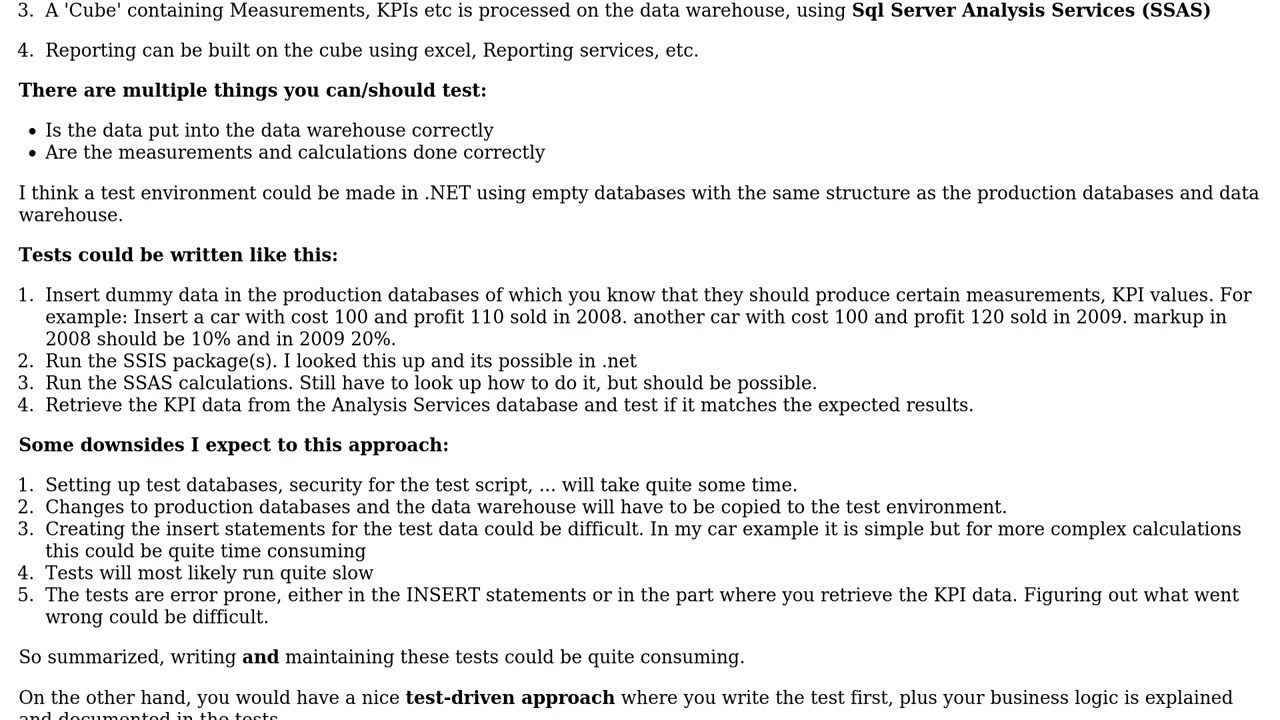 3. A 'Cube' containing Measurements, KPIs etc is processed on the data warehouse, using Sql Server Analysis Services (SSAS)
4. Reporting can be built on the cube using excel, Reporting services, etc.
There are multiple things you can/should test:
• Is the data put into the data warehouse correctly
• Are the measurements and calculations done correctly
I think a test environment could be made in .NET using empty databases with the same structure as the production databases and data
warehouse.
Tests could be written like this:
1. Insert dummy data in the production databases of which you know that they should produce certain measurements, KPI values. For
example: Insert a car with cost 100 and profit 110 sold in 2008. another car with cost 100 and profit 120 sold in 2009. markup in
2008 should be 10% and in 2009 20%.
2. Run the SSIS package(s). I looked this up and its possible in .net
3. Run the SSAS calculations. Still have to look up how to do it, but should be possible.
4. Retrieve the KPI data from the Analysis Services database and test if it matches the expected results.
Some downsides I expect to this approach:
1. Setting up test databases, security for the test script, ... will take quite some time.
2. Changes to production databases and the data warehouse will have to be copied to the test environment.
3. Creating the insert statements for the test data could be difficult. In my car example it is simple but for more complex calculations
this could be quite time consuming
4. Tests will most likely run quite slow
5. The tests are error prone, either in the INSERT statements or in the part where you retrieve the KPI data. Figuring out what went
wrong could be difficult.
So summarized, writing and maintaining these tests could be quite consuming.
On the other hand, you would have a nice test-driven approach where you write the test first, plus your business logic is explained
and documented in the tests.